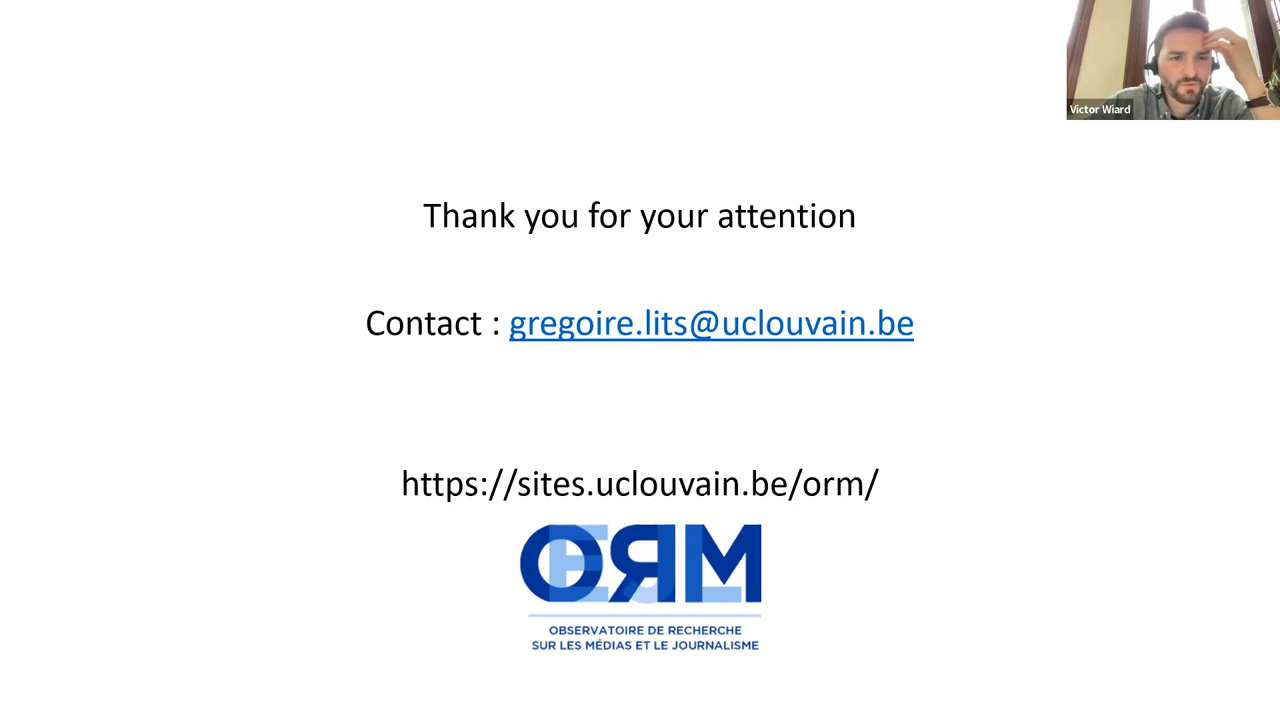 Victor Wiard
Thank you for your attention
Contact : gregoire.lits@uclouvain.be
https://sites.uclouvain.be/orm/
ORM
OBSERVATOIRE DE RECHERCHE
SUR LES MÉDIAS ET LE JOURNALISME